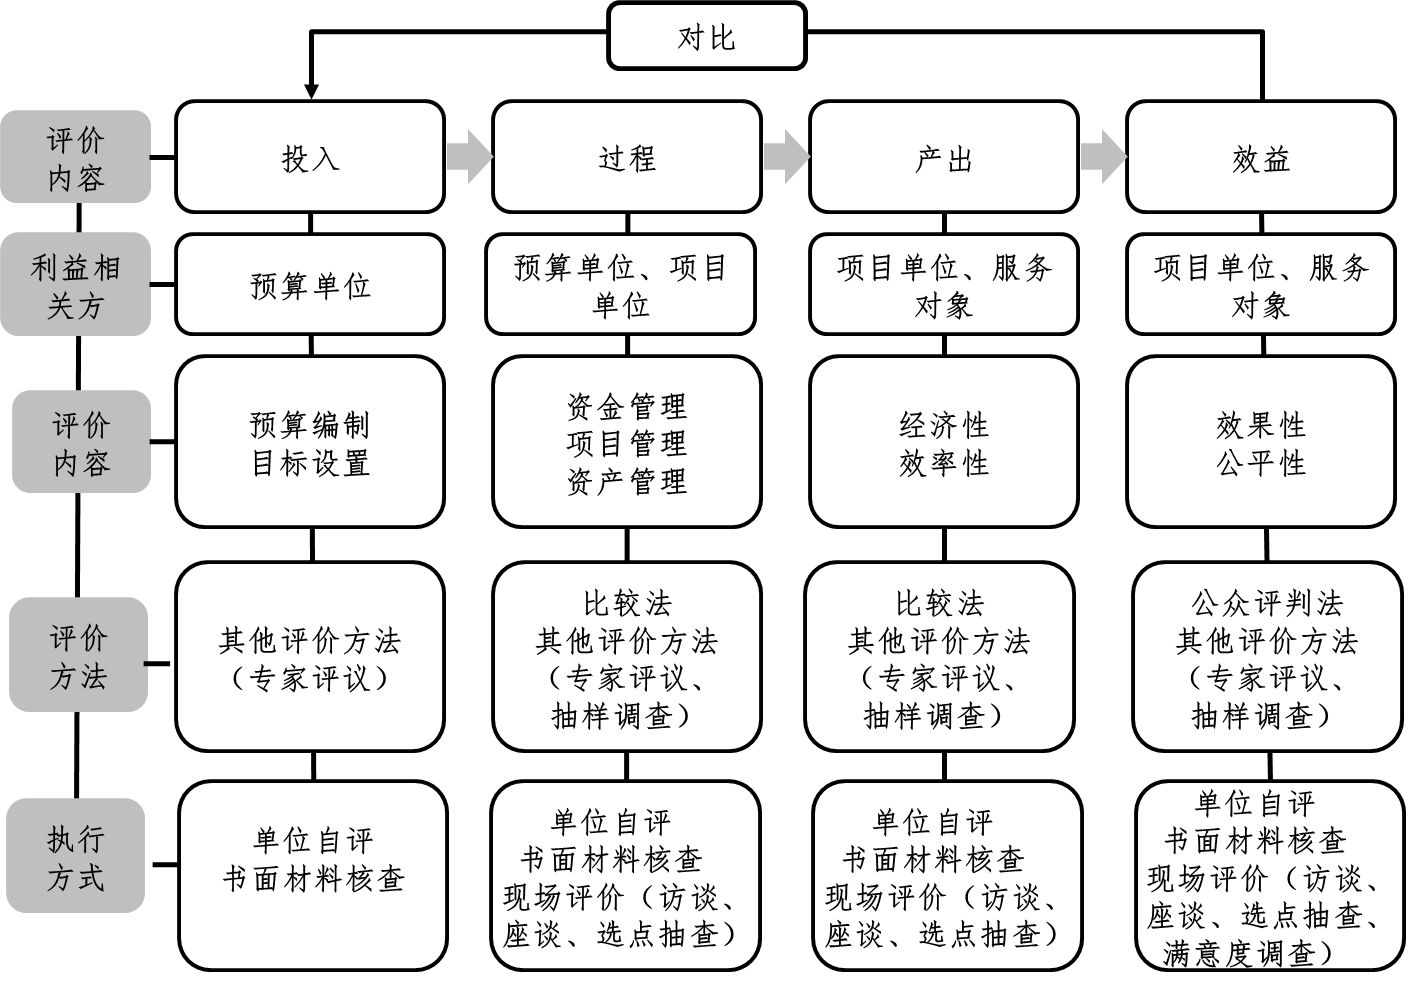 对比
评价
内容
投入
过程
产出
效益
利益相
关方
预算单位
预算单位、项目
单位
项目单位、服务
对象
项目单位、服务
对象
评价
内容
预算编制
目标设置
资金管理
项目管理
资产管理
经济性
效率性
效果性
公平性
评价
方法
其他评价方法
（专家评议）
比较法
其他评价方法
（专家评议、
抽样调查）
比较法
其他评价方法
（专家评议、
抽样调查）
公众评判法
其他评价方法
（专家评议、
抽样调查）
执行
方式
单位自评
书面材料核查
单位自评
书面材料核查
现场评价（访谈、
座谈、选点抽查）
单位自评
书面材料核查
现场评价（访谈、
座谈、选点抽查）
单位自评
书面材料核查
现场评价（访谈、
座谈、选点抽查、
满意度调查）